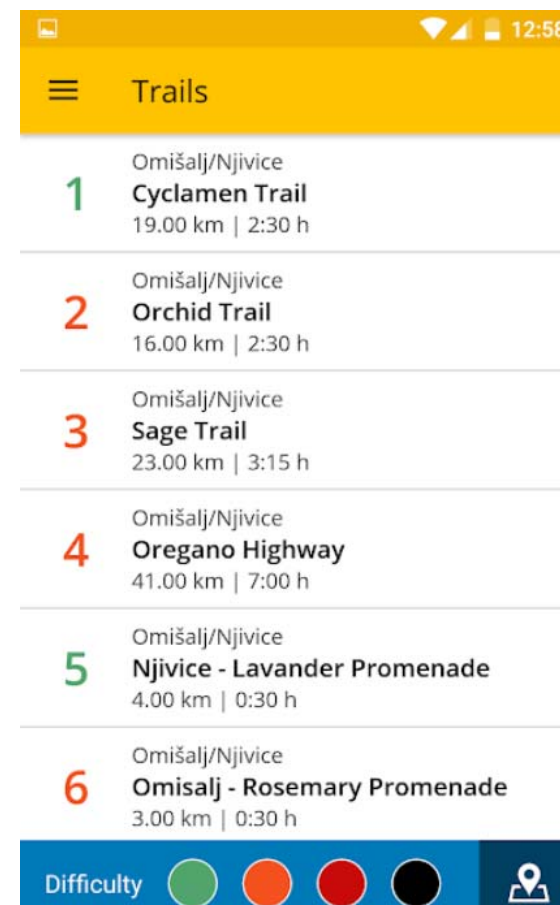 12:58
Trails
Omišalj/Njivice
1
Cyclamen Trail
19.00 km | 2:30 h
Omišalj/Njivice
2
Orchid Trail
16.00 km | 2:30 h
Omišalj/Njivice
3
Sage Trail
23.00 km | 3:15 h
Omišalj/Njivice
4
Oregano Highway
41.00 km | 7:00 h
Omišalj/Njivice
5
Njivice - Lavander Promenade
4.00 km | 0:30 h
Omišalj/Njivice
6
Omisalj - Rosemary Promenade
3.00 km | 0:30 h
Difficulty